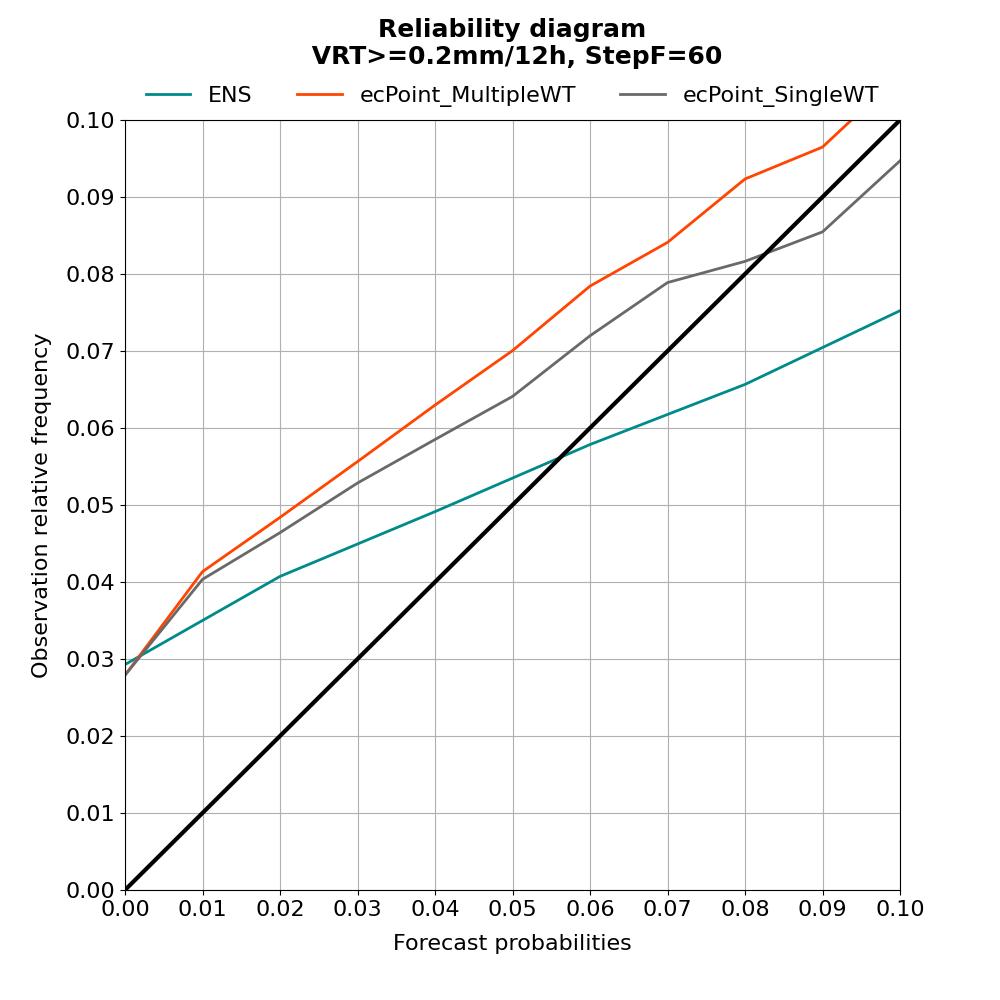 Reliability diagram
VRT>=0.2mm/12h, StepF=60
ENS ecPoint_MultipleWT ecPoint_SingleWT
0.10
0.09
0.08
0.07
0.06
0.05
0.04
0.03
0.02
0.01
0.00
Observation relative frequency
0.00 0.01 0.02 0.03 0.04 0.05 0.06 0.07 0.08 0.09 0.10
Forecast probabilities